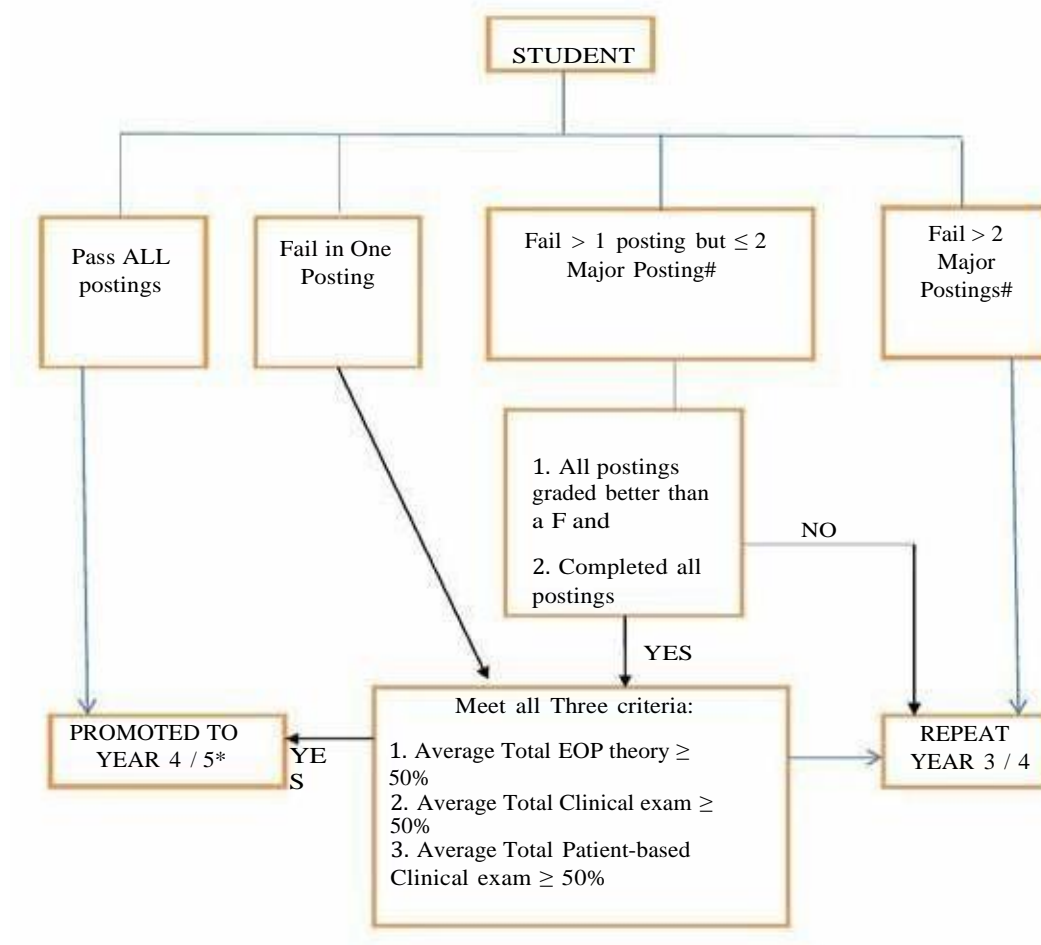 STUDENT
Pass ALL
postings
Fail in One
Posting
Fail > 1 posting but ≤ 2
Major Posting#
Fail > 2
Major
Postings#
1. All postings
graded better than
a F and
2. Completed all
postings
NO
YES
PROMOTED TO
YEAR 4 / 5*
YE
S
Meet all Three criteria:
1. Average Total EOP theory ≥
50%
2. Average Total Clinical exam ≥
50%
3. Average Total Patient-based
Clinical exam ≥ 50%
REPEAT
YEAR 3 / 4